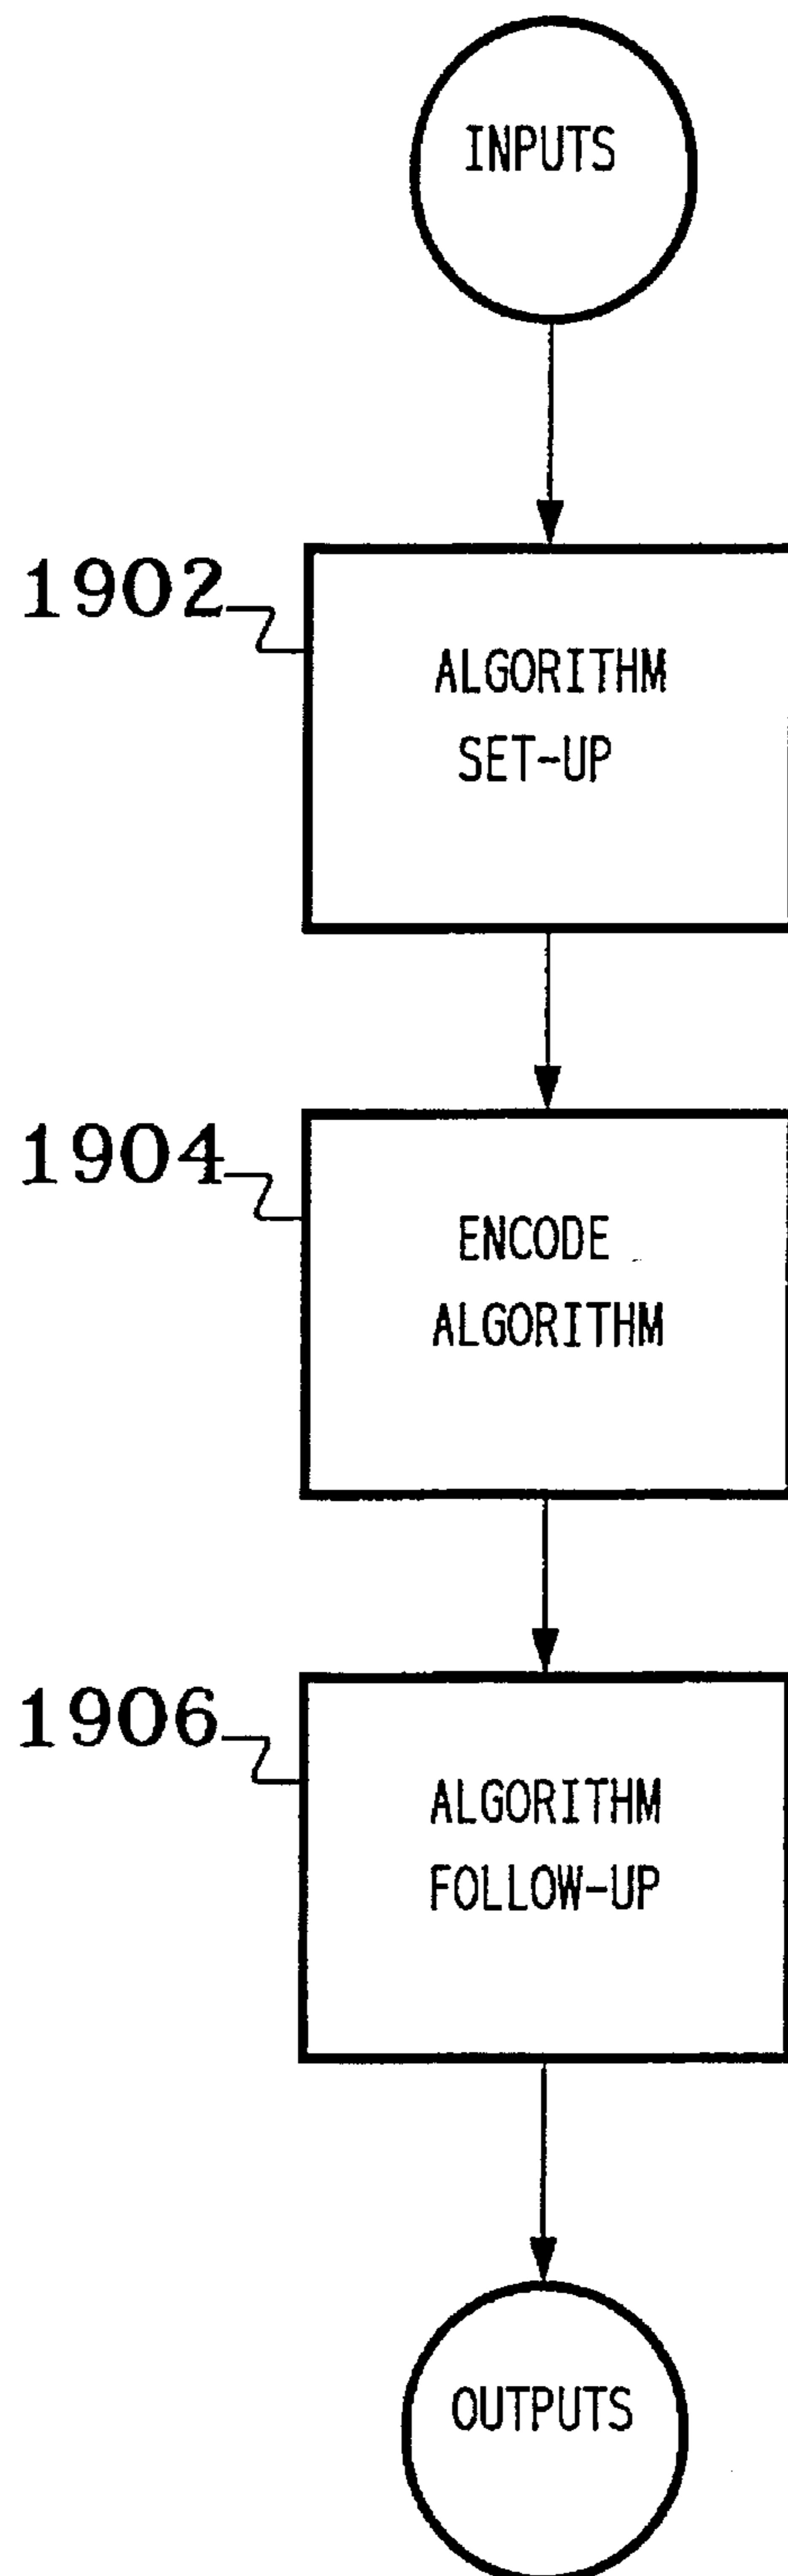 INPUTS
1902
ALGORITHM
SET-UP
1904
ENCODE
ALGORITHM
1906
ALGORITHM
FOLLOW-UP
OUTPUTS